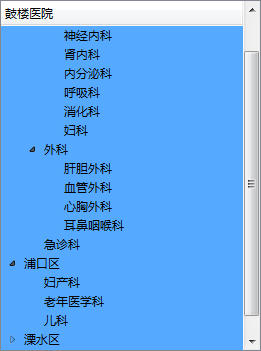 鼓楼医院
神经内科
肾内科
内分泌科
呼吸科
消化科
妇科
外科
肝胆外科
血管外科
心胸外科
耳鼻咽喉科
急诊科
浦口区
妇产科
老年医学科
儿科
溧水区